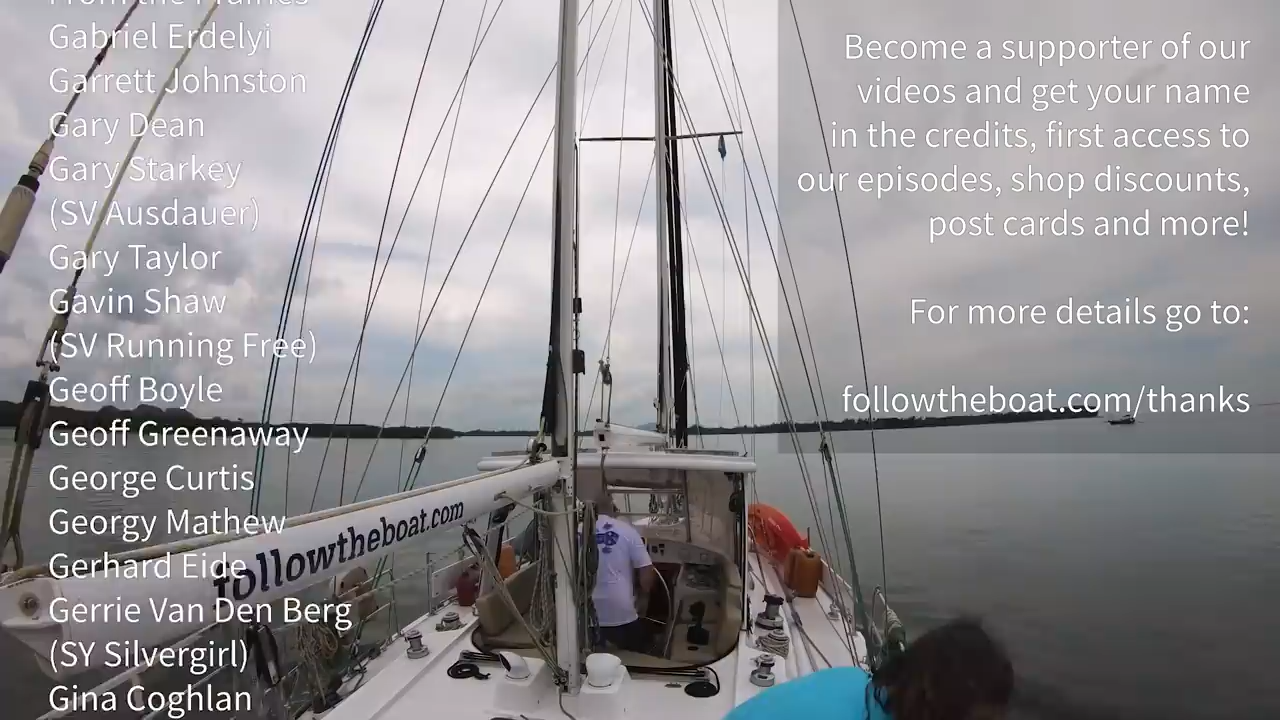 From the Prairies
Gabriel Erdelyi
Garrett Johnston
Gary Dean
Gary Starkey
(SV Ausdauer)
Gary Taylor
Gavin Shaw
(SV Running Free)
Geoff Boyle
Geoff Greenaway
George Curtis
Georgy Mathew
Gerhard Eide
Gerrie Van Den Berg
(SY Silvergirl)
Gina Coghlan
Become a supporter of our
videos and get your name
in the credits, first access to
our episodes, shop discounts,
post cards and more!
For more details go to:
followtheboat.com/thanks
followtheboat.com